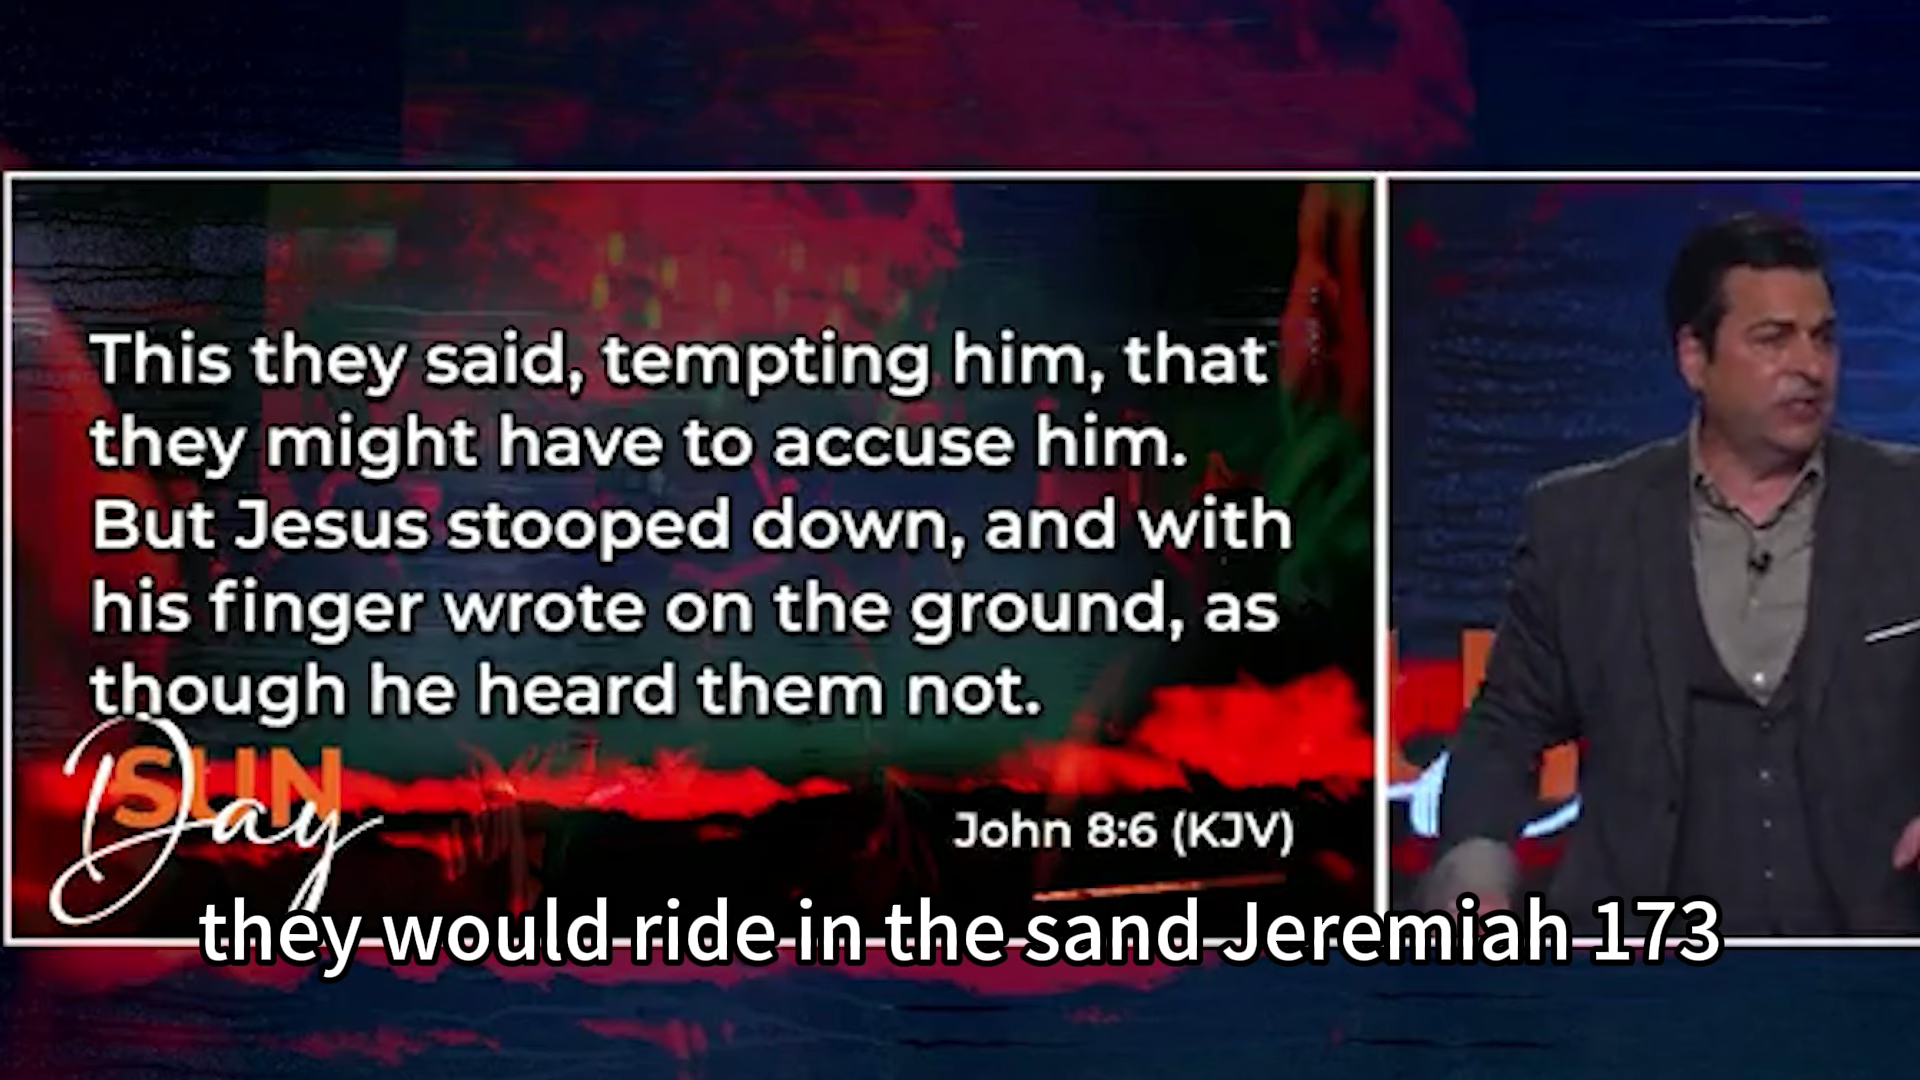 This they said, tempting him, that
they might have to accuse him.
But Jesus stooped down, and with
his finger wrote on the ground, as
though he heard them not.
SUN
Day
John 8:6 (KJV)
they would ride in the sand Jeremiah 173